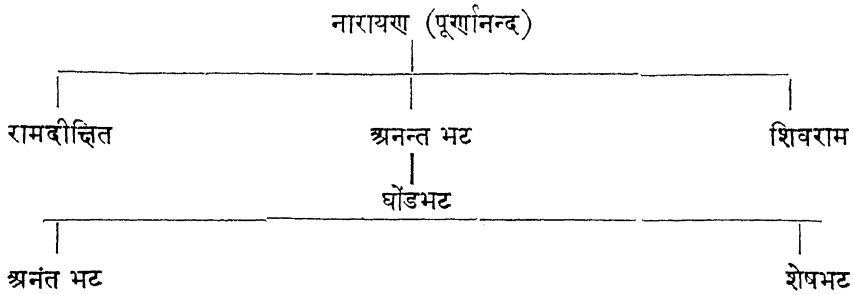 नारायण (पूर्णानन्द)
रामदीक्षित अनन्त भट शिवराम
घोंडभट
अनंत भट शेषभट